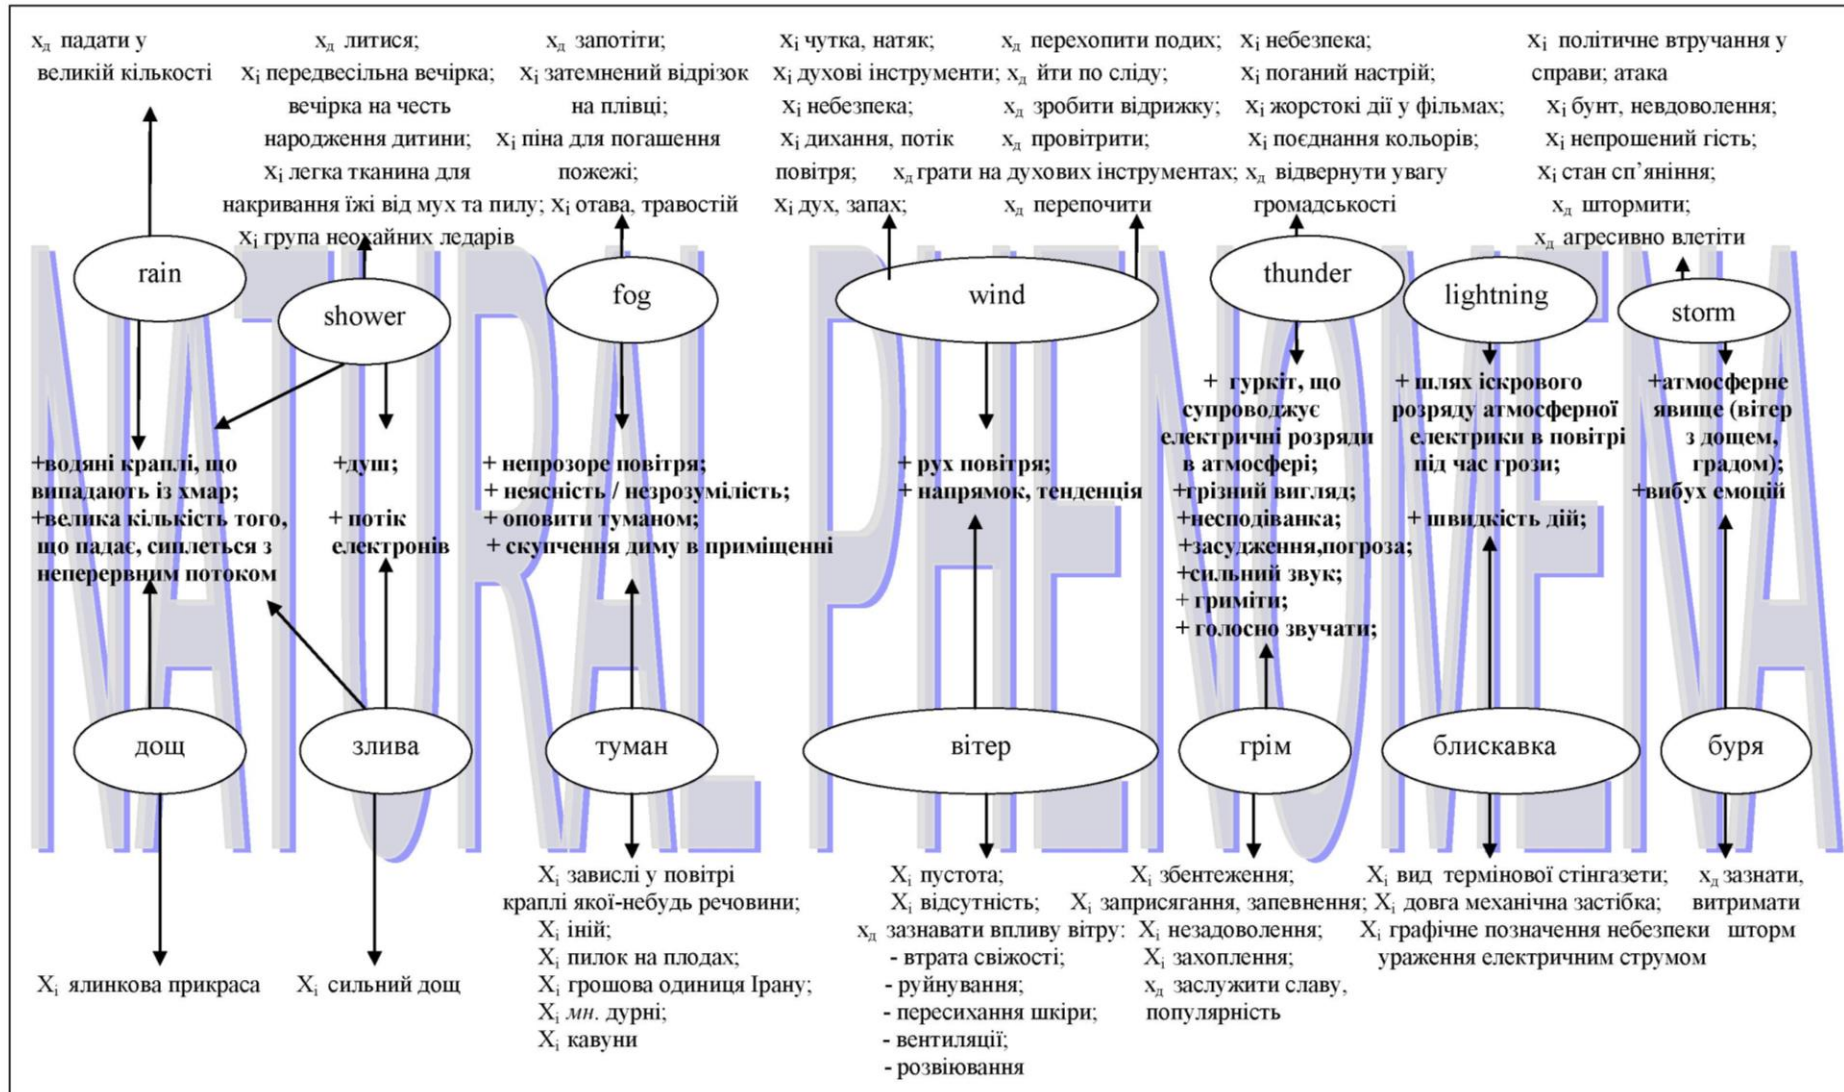 хд падати у
великій кількості
хд литися;
хі передвесільна вечірка;
вечірка на честь
народження дитини;
хі легка тканина для
накривання їжі від мух та пилу;
хі група неохайних ледарів
хд запотіти;
хі затемнений відрізок
на плівці;
хі піна для погашення
пожежі;
хі отава, травостій
хі чутка, натяк;
хі духові інструменти;
хі небезпека;
хі дихання, потік
повітря;
хі дух, запах;
хд перехопити подих;
хд йти по сліду;
хд зробити відрижку;
хд провітрити;
хд грати на духових інструментах;
хд перепочити
хі небезпека;
хі поганий настрій;
хі жорстокі дії у фільмах;
хі поєднання кольорів;
хд відвернути увагу
громадськості
хі політичне втручання у
справи; атака
хі бунт, невдоволення;
хі непрошений гість;
хі стан сп’яніння;
хд штормити;
хд агресивно влетіти
rain
shower
fog
wind
thunder
lightning
storm
NATURAL PHENOMENA
+водяні краплі, що
випадають із хмар;
+велика кількість того,
що падає, сиплеться з
неперервним потоком
+душ;
+ потік
електронів
+ непрозоре повітря;
+ неясність / незрозумілість;
+ оповити туманом;
+ скупчення диму в приміщенні
+ рух повітря;
+ напрямок, тенденція
+ гуркіт, що
супроводжує
електричні розряди
в атмосфері;
+грізний вигляд;
+несподіванка;
+засудження,погроза;
+сильний звук;
+ гриміти;
+ голосно звучати;
+ шлях іскрового
розряду атмосферної
електрики в повітрі
під час грози;
+ швидкість дій;
+атмосферне
явище (вітер
з дощем,
градом);
+вибух емоцій
дощ
злива
туман
вітер
грім
блискавка
буря
Хі ялинкова прикраса
Хі сильний дощ
Хі завислі у повітрі
краплі якої-небудь речовини;
Хі іній;
Хі пилок на плодах;
Хі грошова одиниця Ірану;
Хі мн. дурні;
Хі кавуни
Хі пустота;
Хі відсутність;
хд зазнавати впливу вітру:
- втрата свіжості;
- руйнування;
- пересихання шкіри;
- вентиляції;
- розвіювання
Хі збентеження;
Хі заприсягання, запевнення;
Хі незадоволення;
Хі захоплення;
хд заслужити славу,
популярність
Хі вид термінової стінгазети;
Хі довга механічна застібка;
Хі графічне позначення небезпеки
ураження електричним струмом
хд зазнати,
витримати
шторм